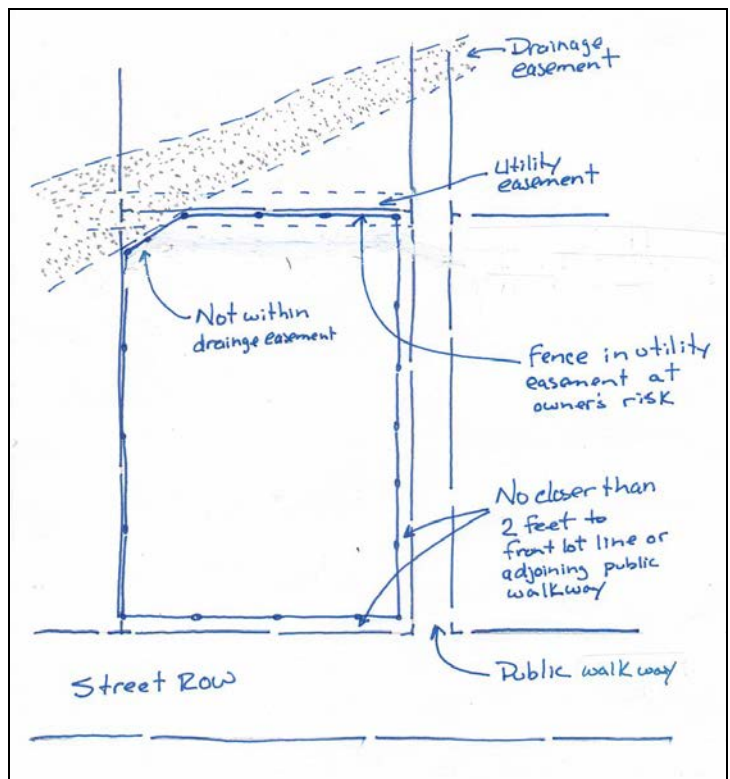 Drainage
easement
Utility
easement
Not within
drainge easement
Fence in utility
easement at
owner's risk
No closer than
2 feet to
front lot line or
adjoining public
walkway
Public walkway
Street ROW